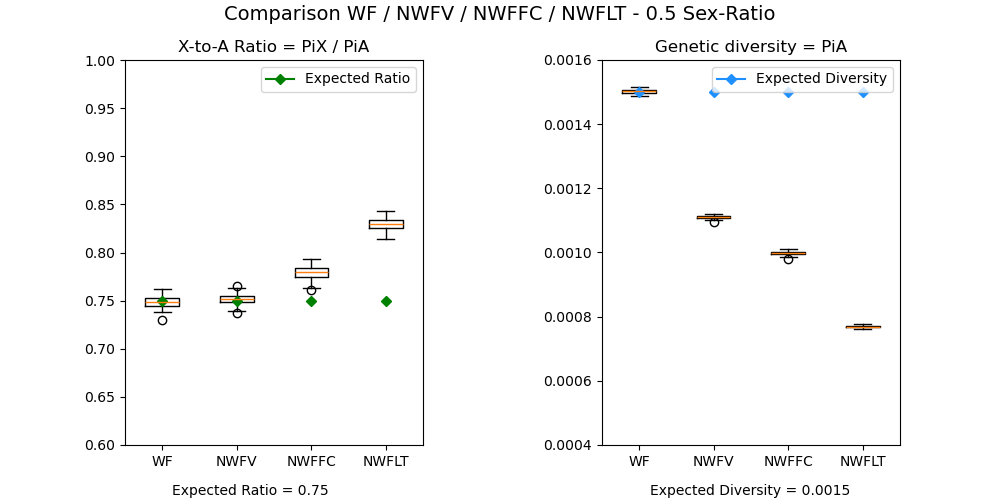 Comparison WF / NWFV / NWFFC / NWFLT - 0.5 Sex-Ratio
X-to-A Ratio = PiX / PiA
Expected Ratio
1.00
0.95
0.90
0.85
0.80
0.75
0.70
0.65
0.60
WF NWFV NWFFC NWFLT
Expected Ratio = 0.75
Genetic diversity = PiA
Expected Diversity
0.0016
0.0014
0.0012
0.0010
0.0008
0.0006
0.0004
WF NWFV NWFFC NWFLT
Expected Diversity = 0.0015